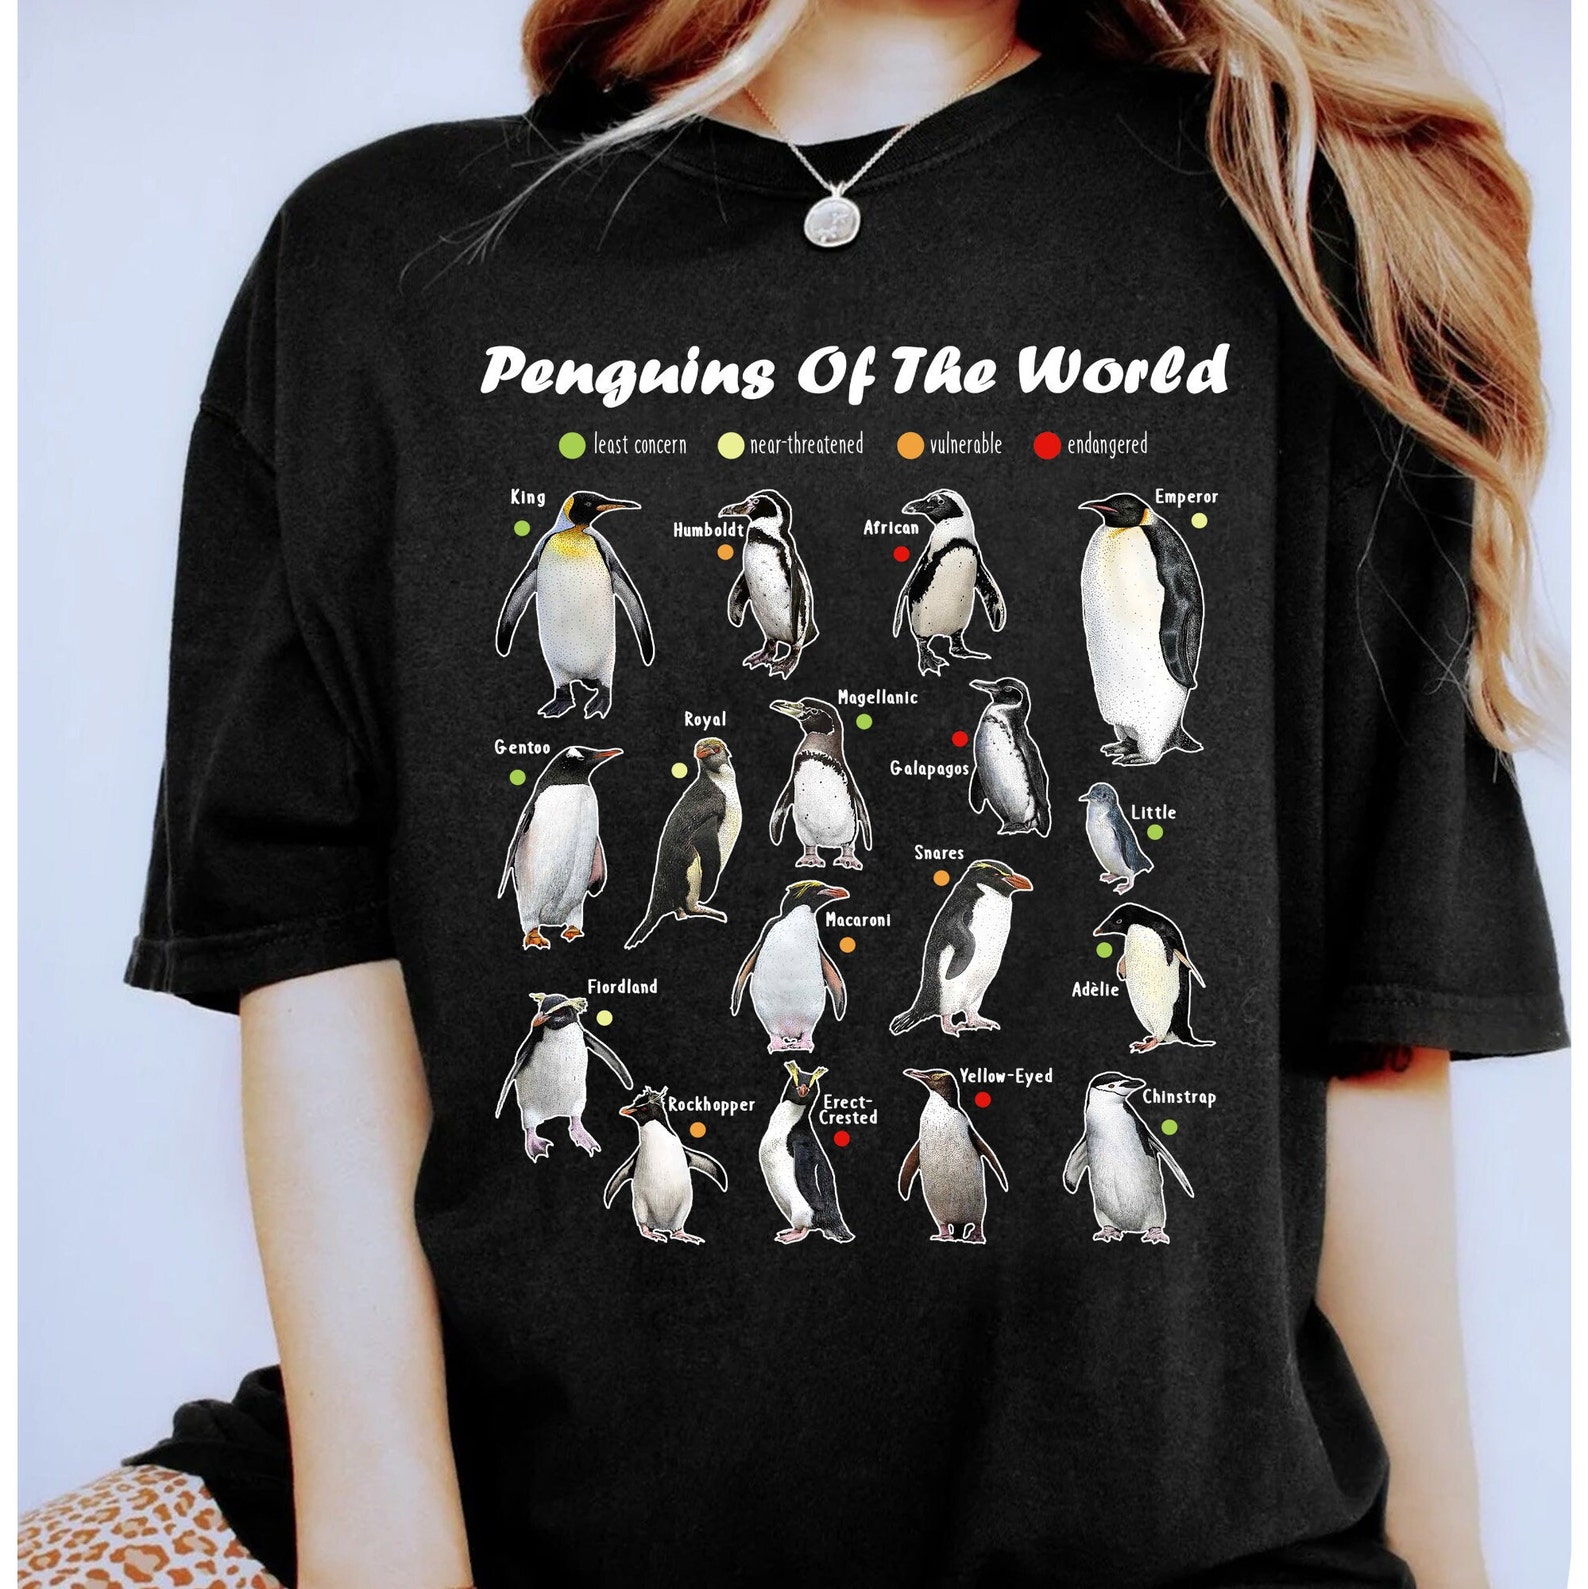 Penguins Of The World
least concern near-threatened vulnerable endangered
King
Humboldt
African
Emperor
Magellanic
Royal
Gentoo
Galapagos
Little
Snares
Macaroni
Adèlie
Fiordland
Rockhopper
Erect-
Crested
Yellow-Eyed
Chinstrap